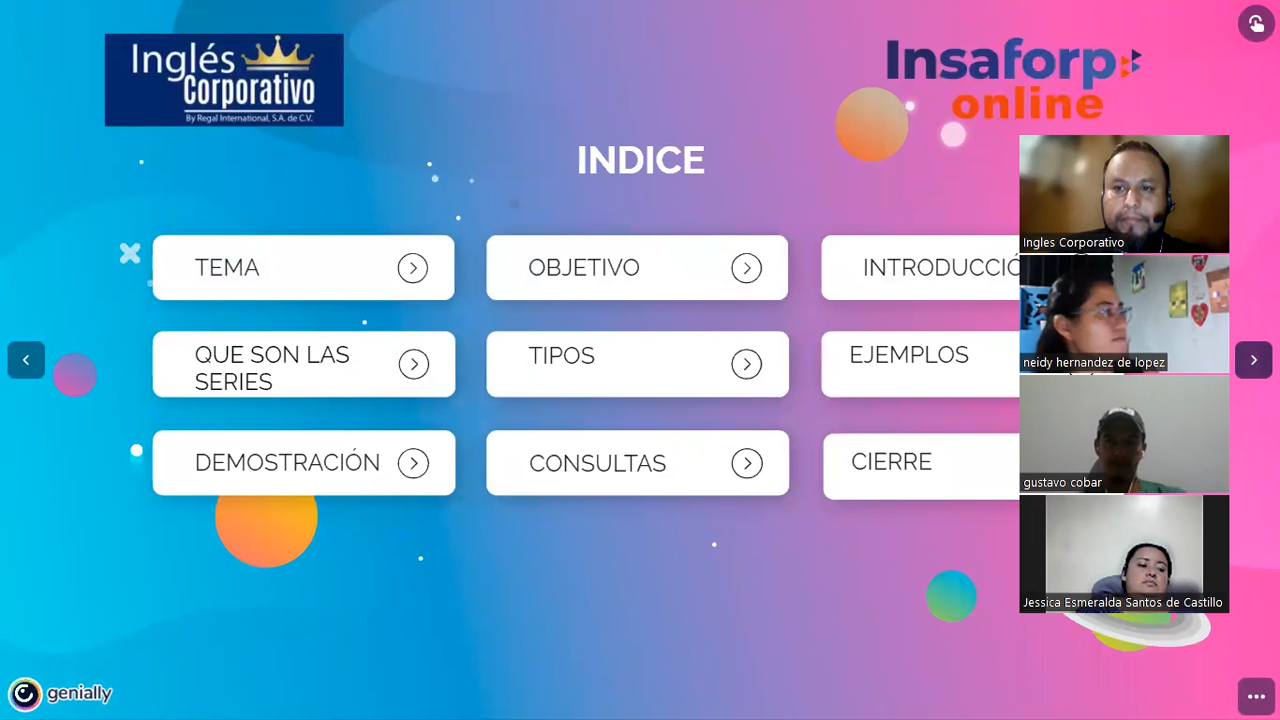 Inglés
Corporativo
By Regal International, S.A. de C.V.
Insaforp
online
INDICE
TEMA
OBJETIVO
INTRODUCCIÓ
QUE SON LAS
SERIES
TIPOS
EJEMPLOS
DEMOSTRACIÓN
CONSULTAS
CIERRE
Ingles Corporativo
neidy hernandez de lopez
gustavo cobar
Jessica Esmeralda Santos de Castillo
genially